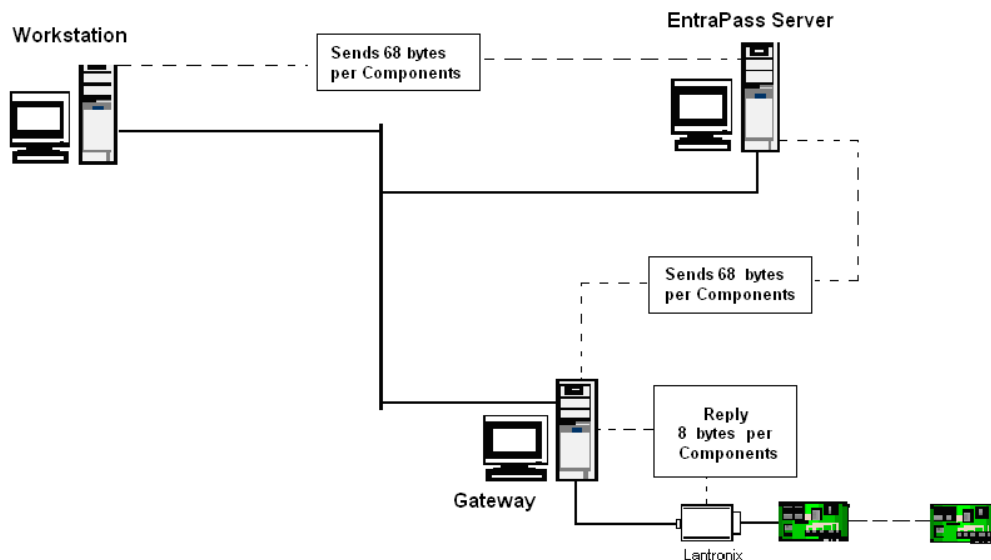 EntraPass Server
Workstation
Sends 68 bytes
per Components
Sends 68 bytes
per Components
Reply
8 bytes per
Components
Gateway
Lantronix